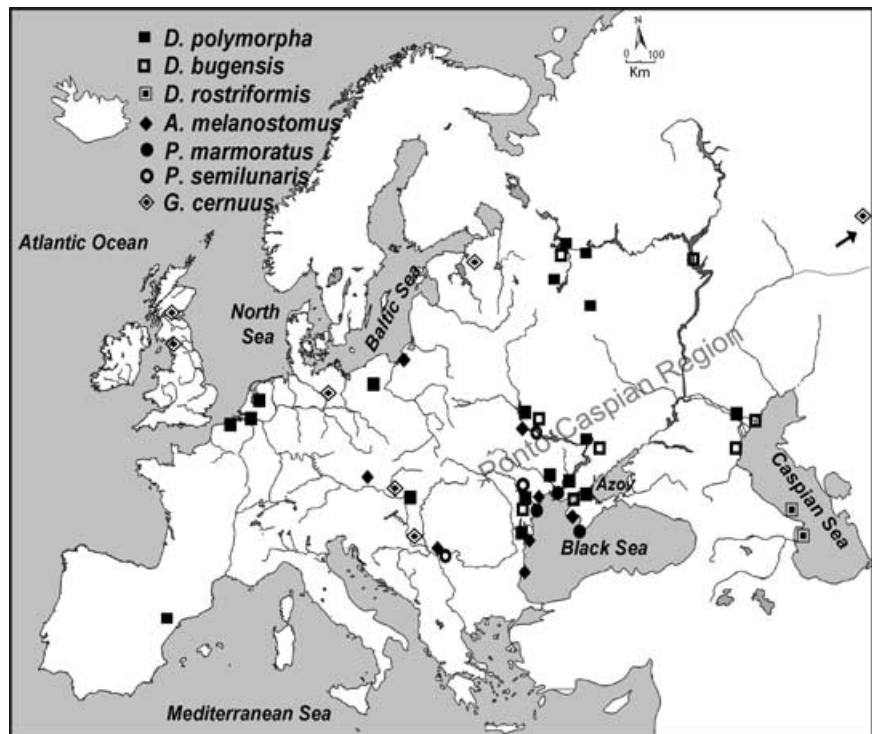 D. polymorpha
D. bugensis
D. rostriformis
A. melanostomus
P. marmoratus
P. semilunaris
G. cernuus
N
0 100
Km
Atlantic Ocean
North
Sea
Baltic Sea
Ponto Caspian Region
Azov
Caspian Sea
Black Sea
Mediterranean Sea